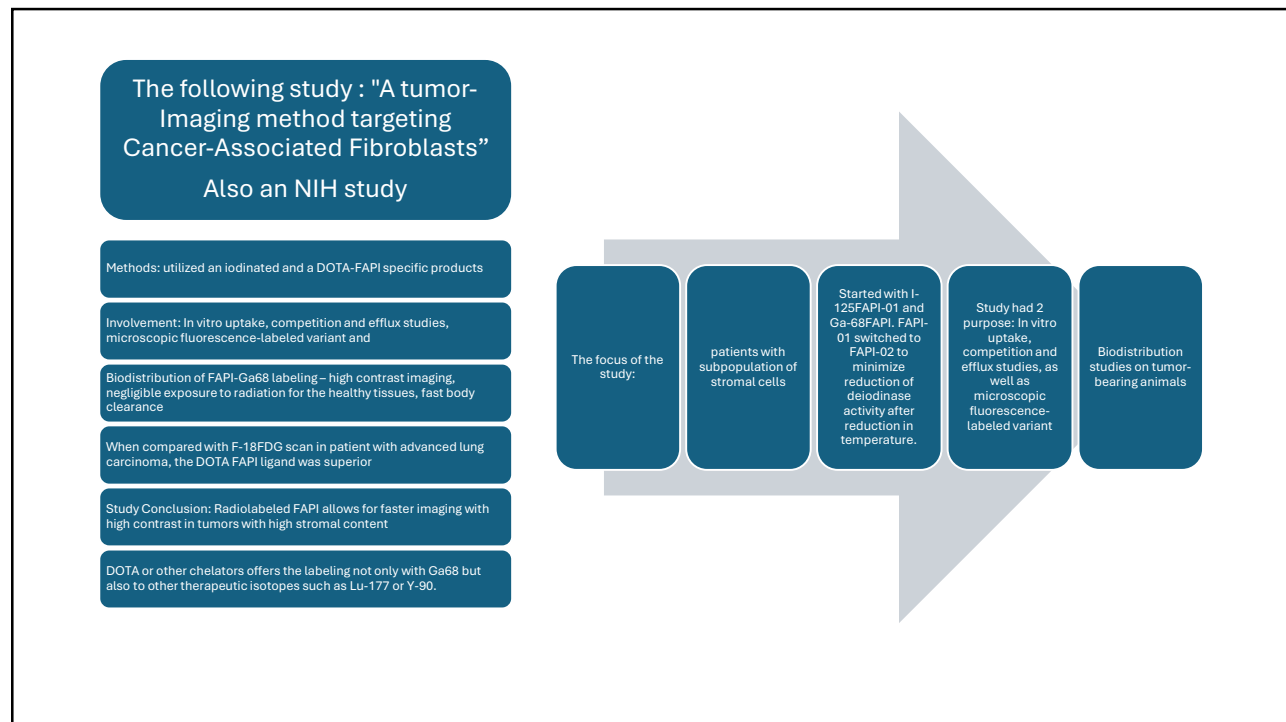 The following study : "A tumor-
Imaging method targeting
Cancer-Associated Fibroblasts”
Also an NIH study
Methods: utilized an iodinated and a DOTA-FAPI specific products
Involvement: In vitro uptake, competition and efflux studies,
microscopic fluorescence-labeled variant and
Biodistribution of FAPI-Ga68 labeling – high contrast imaging,
negligible exposure to radiation for the healthy tissues, fast body
clearance
When compared with F-18FDG scan in patient with advanced lung
carcinoma, the DOTA FAPI ligand was superior
Study Conclusion: Radiolabeled FAPI allows for faster imaging with
high contrast in tumors with high stromal content
DOTA or other chelators offers the labeling not only with Ga68 but
also to other therapeutic isotopes such as Lu-177 or Y-90.
The focus of the
study:
patients with
subpopulation of
stromal cells
Started with I-
125FAPI-01 and
Ga-68FAPI. FAPI-
01 switched to
FAPI-02 to
minimize
reduction of
deiodinase
activity after
reduction in
temperature.
Study had 2
purpose: In vitro
uptake,
competition and
efflux studies, as
well as
microscopic
fluorescence-
labeled variant
Biodistribution
studies on tumor-
bearing animals